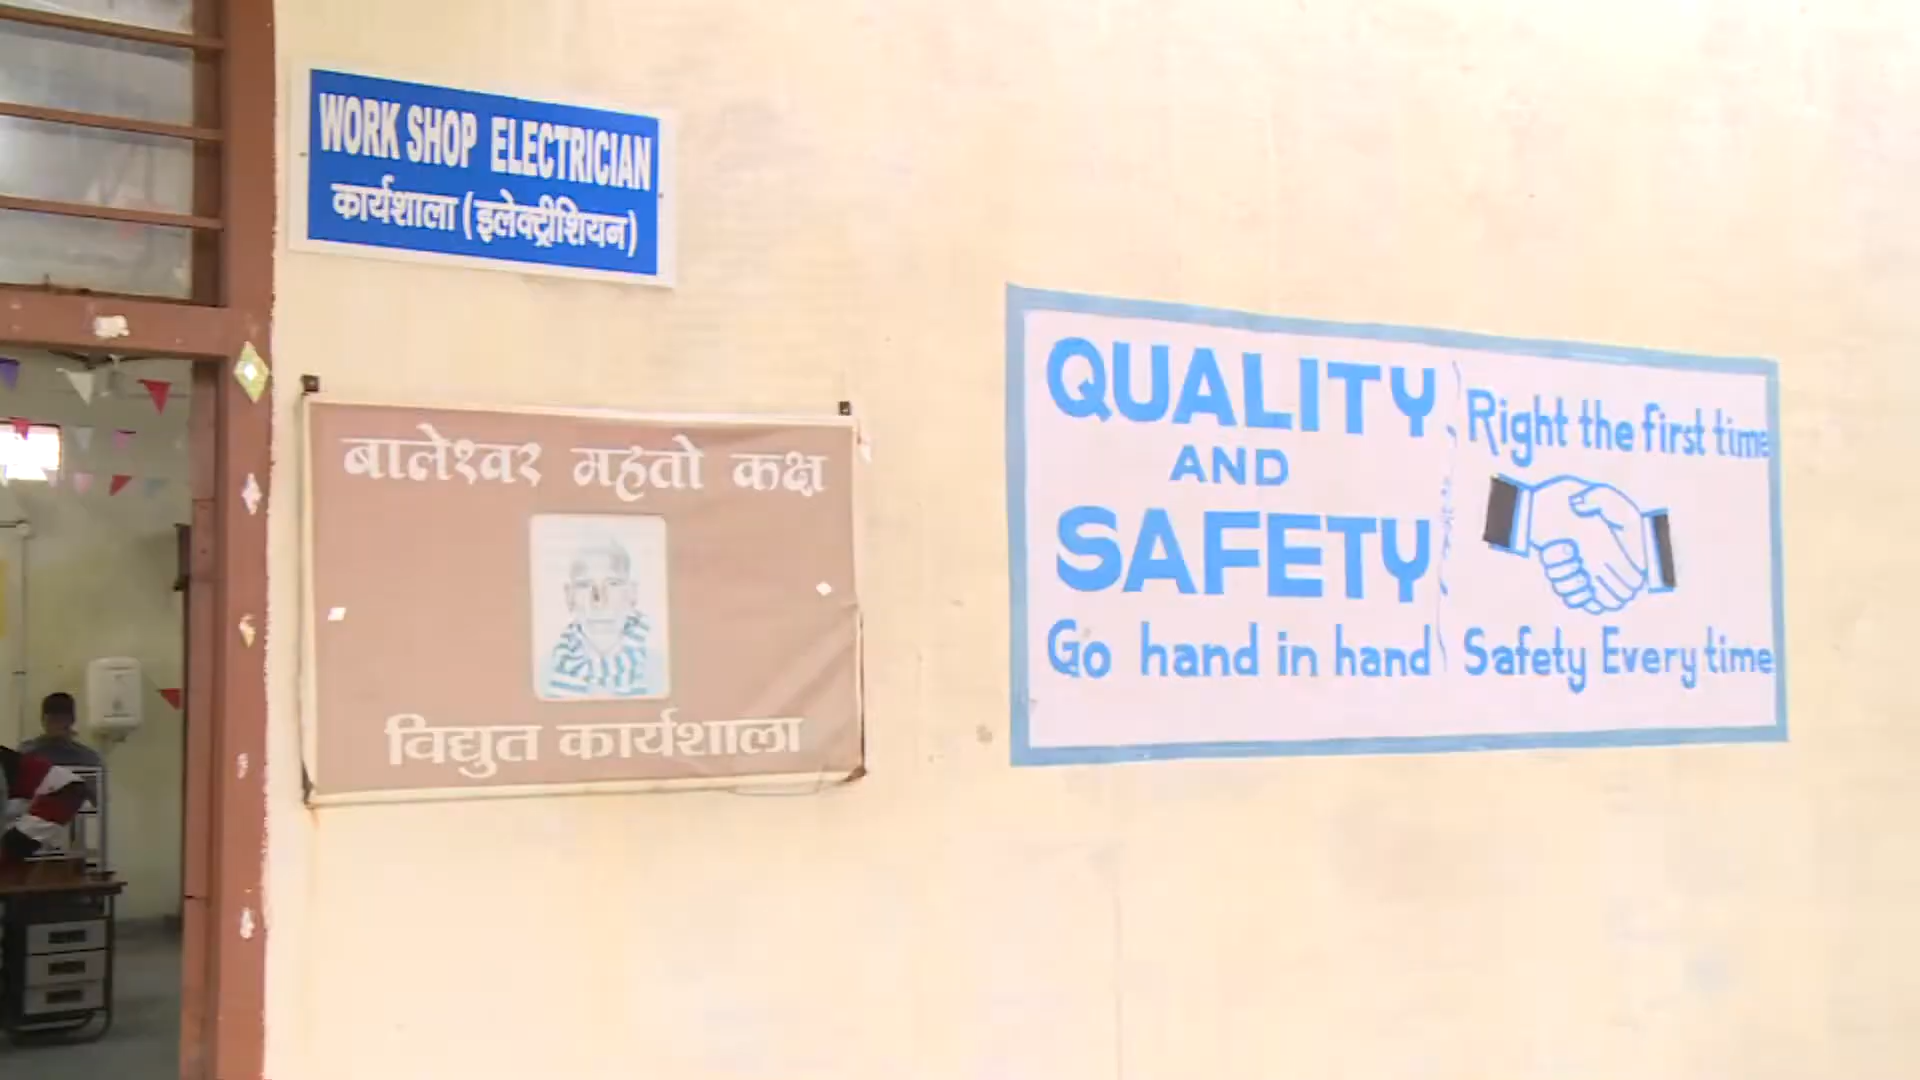 WORK SHOP ELECTRICIAN
कार्यशाला (इलेक्ट्रीशियन)
बालेश्वर महतो कक्ष
विद्युत कार्यशाला
QUALITY
AND
SAFETY
Go hand in hand
Right the first time
Safety Every time